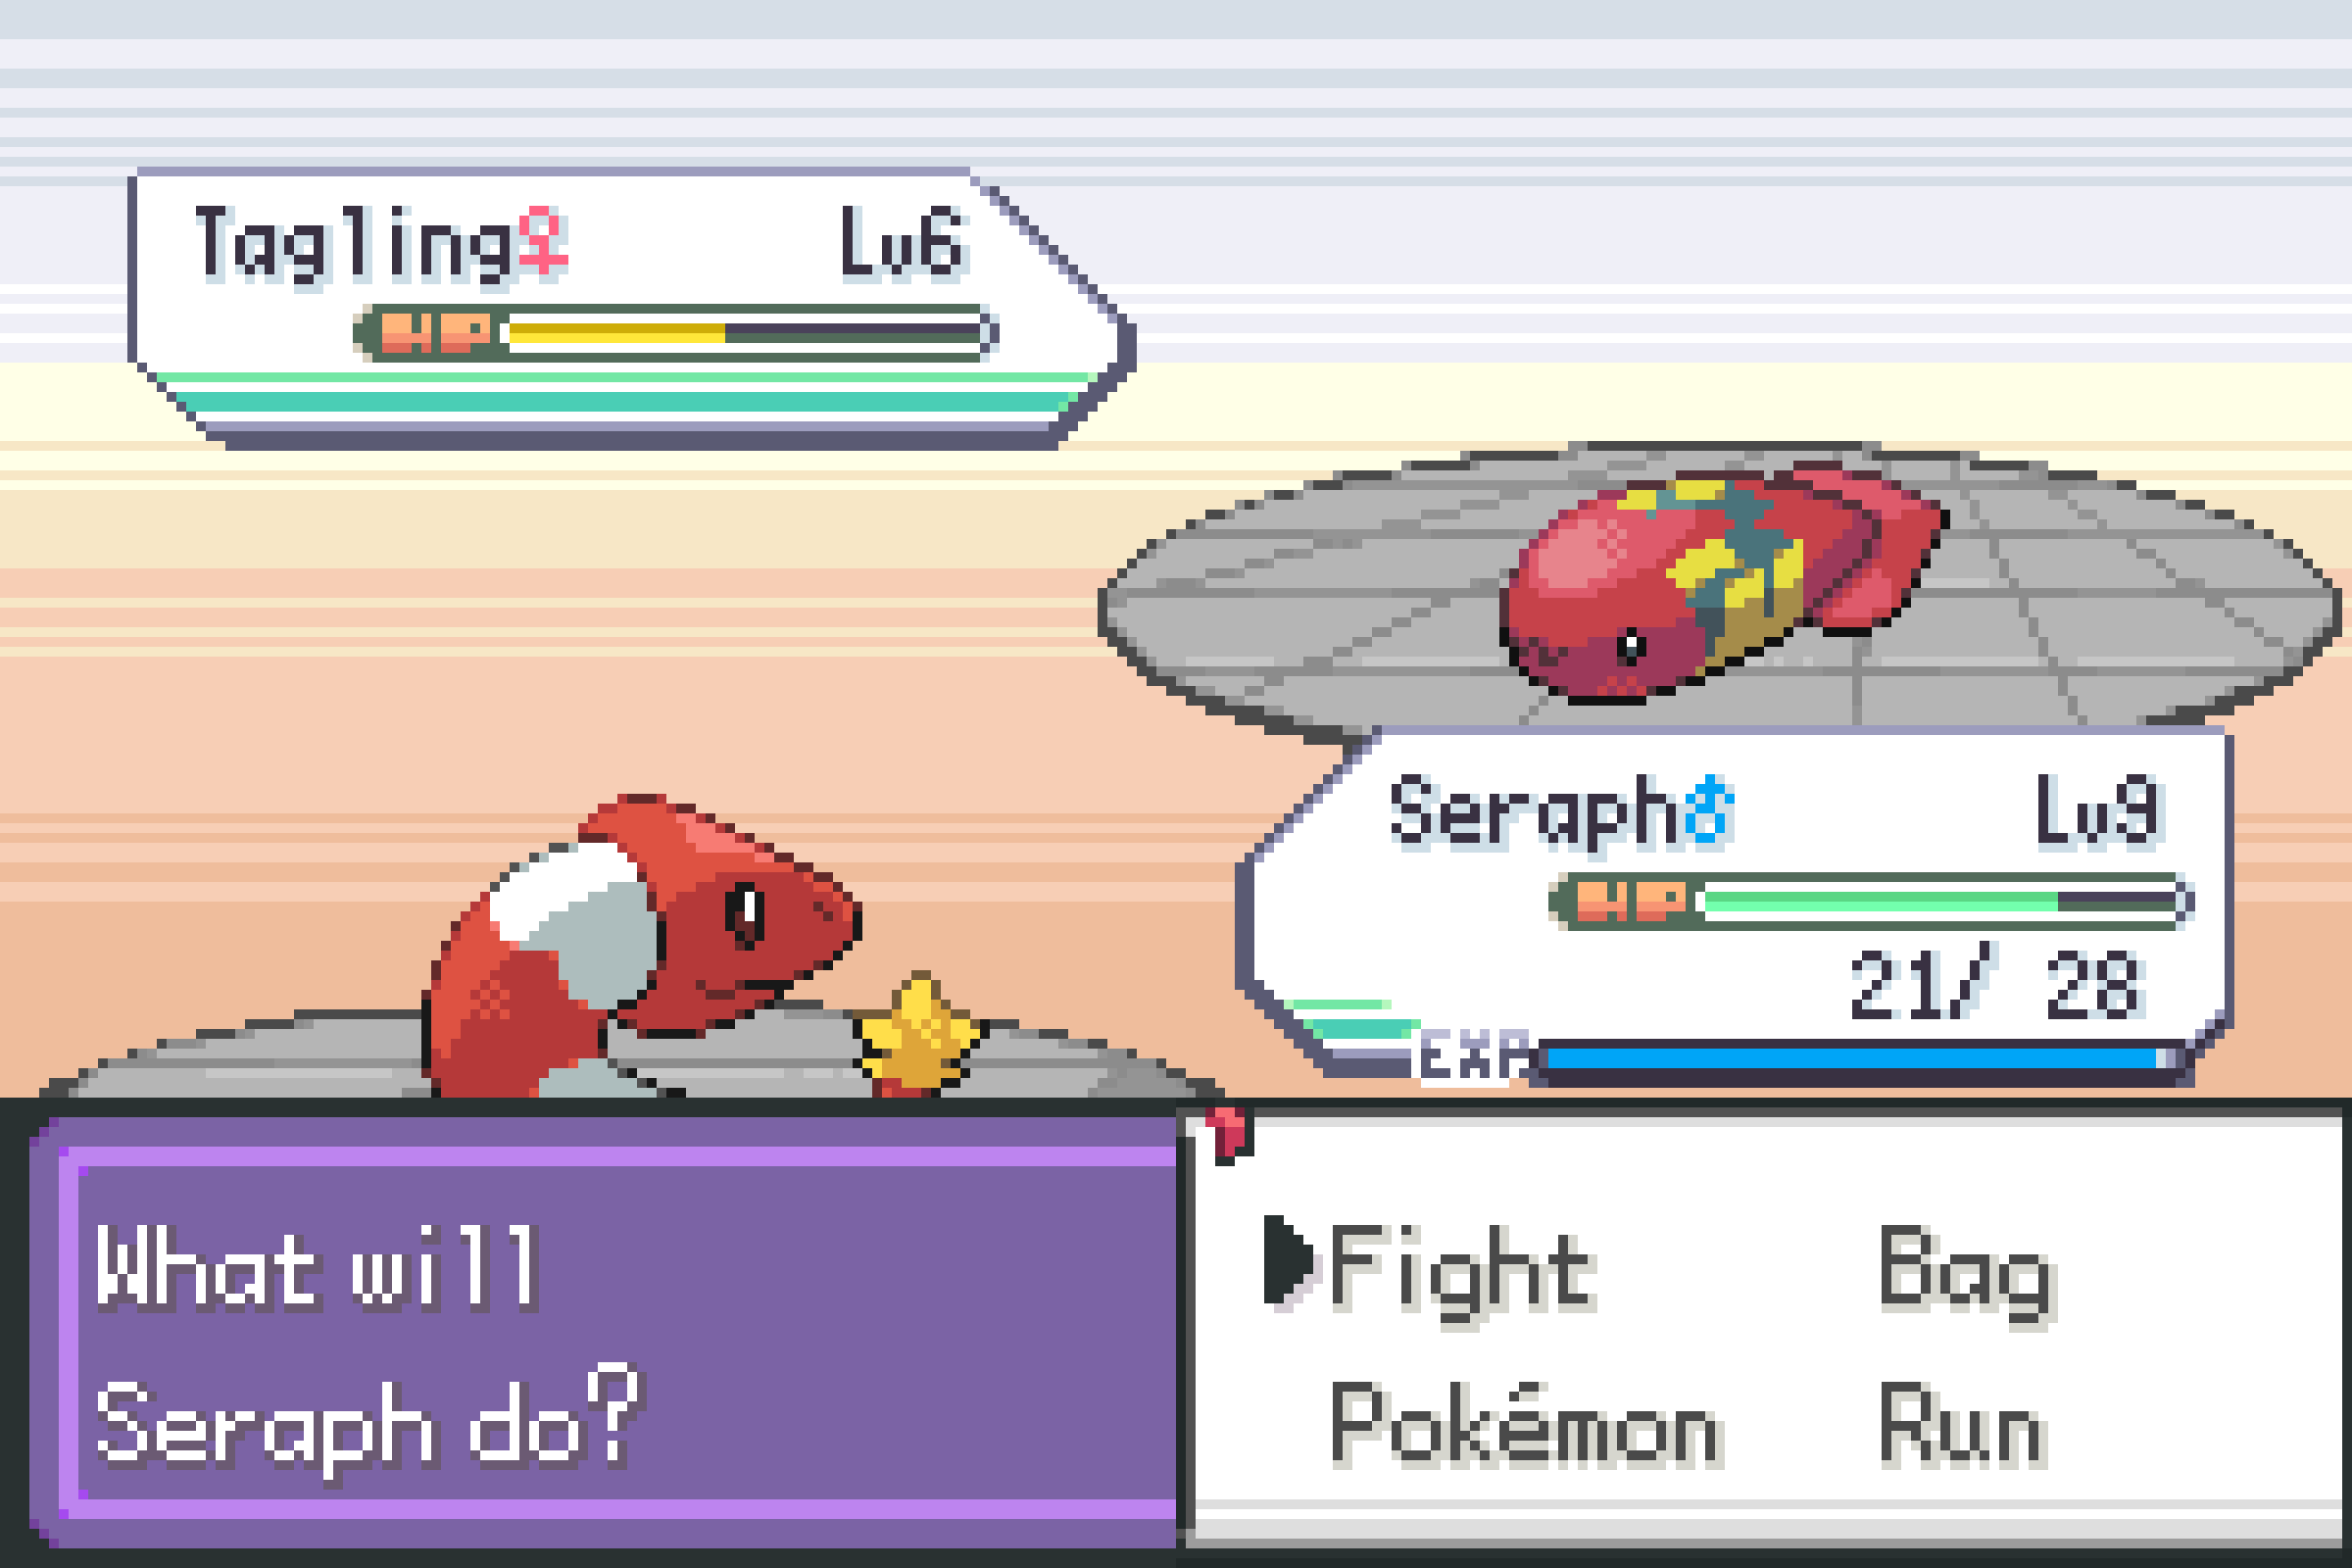 Tagling♀ Lv6
HP
Seraph♂ Lv9
HP
21/ 28
EXP
What will
Seraph do?
Fight Bag
Pokémon Run